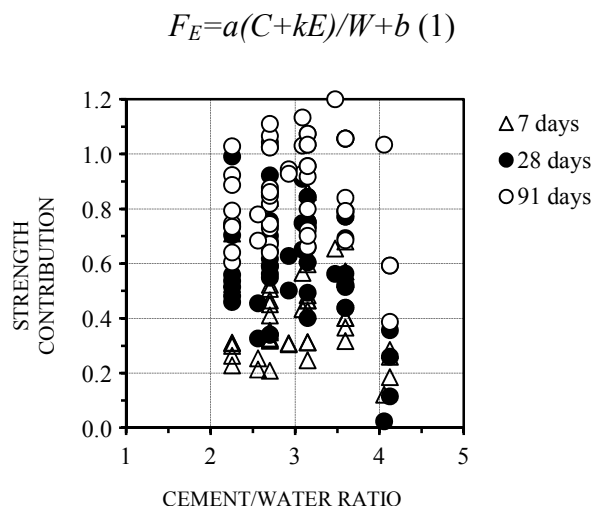 F_E=a(C+kE)/W+b (1)
1.2
1.0
0.8
0.6
0.4
0.2
0.0
1 2 3 4 5
STRENGTH
CONTRIBUTION
CEMENT/WATER RATIO
7 days
28 days
91 days